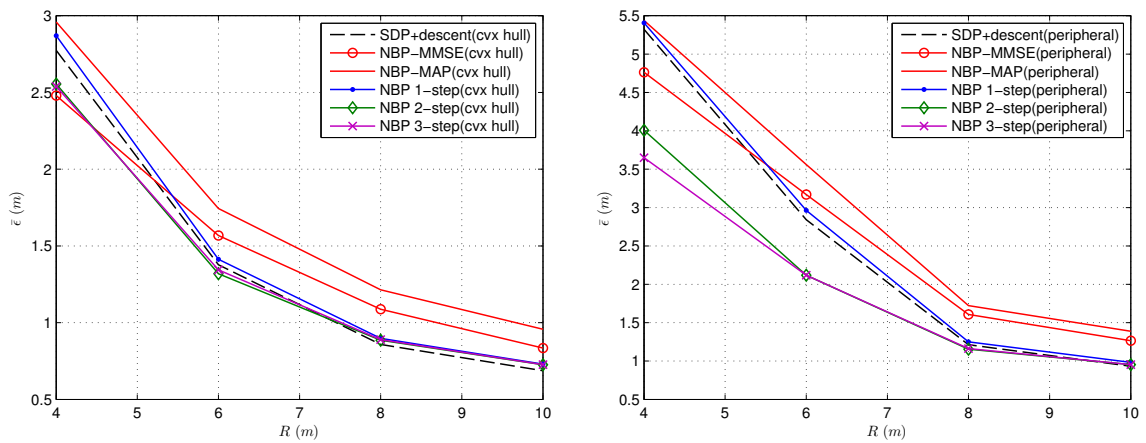 3
2.5
2
1.5
1
0.5
ε̄ (m)
4
5
6
7
8
9
10
R (m)
SDP+descent(cvx hull)
NBP−MMSE(cvx hull)
NBP−MAP(cvx hull)
NBP 1−step(cvx hull)
NBP 2−step(cvx hull)
NBP 3−step(cvx hull)
5.5
5
4.5
4
3.5
3
2.5
2
1.5
1
0.5
ε̄ (m)
4
5
6
7
8
9
10
R (m)
SDP+descent(peripheral)
NBP−MMSE(peripheral)
NBP−MAP(peripheral)
NBP 1−step(peripheral)
NBP 2−step(peripheral)
NBP 3−step(peripheral)